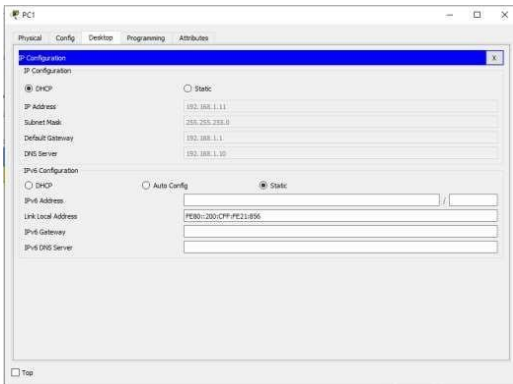 PC1
Physical Config Desktop Programming Attributes
IP Configuration X
IP Configuration
DHCP Static
IP Address 192.168.1.11
Subnet Mask 255.255.255.0
Default Gateway 192.168.1.1
DNS Server 192.168.1.10
IPv6 Configuration
DHCP Auto Config Static
IPv6 Address /
Link Local Address FE80::200:CFF:FE21:856
IPv6 Gateway
IPv6 DNS Server
Top